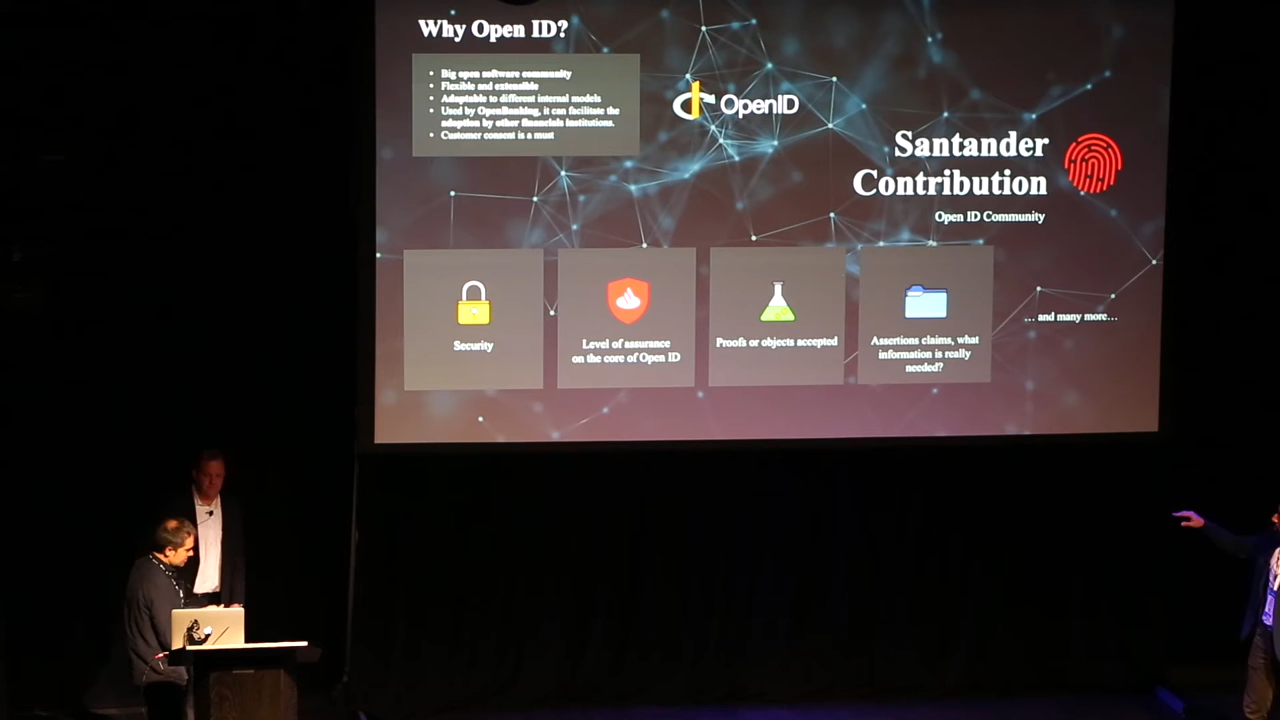 Why Open ID?
• Big open software community
• Flexible and extensible
• Adaptable to different internal models
• Used by OpenBanking, it can facilitate the
adoption by other financials institutions.
• Customer consent is a must
OpenID
Santander
Contribution
Open ID Community
Security
Level of assurance
on the core of Open ID
Proofs or objects accepted
Assertions claims, what
information is really
needed?
… and many more…